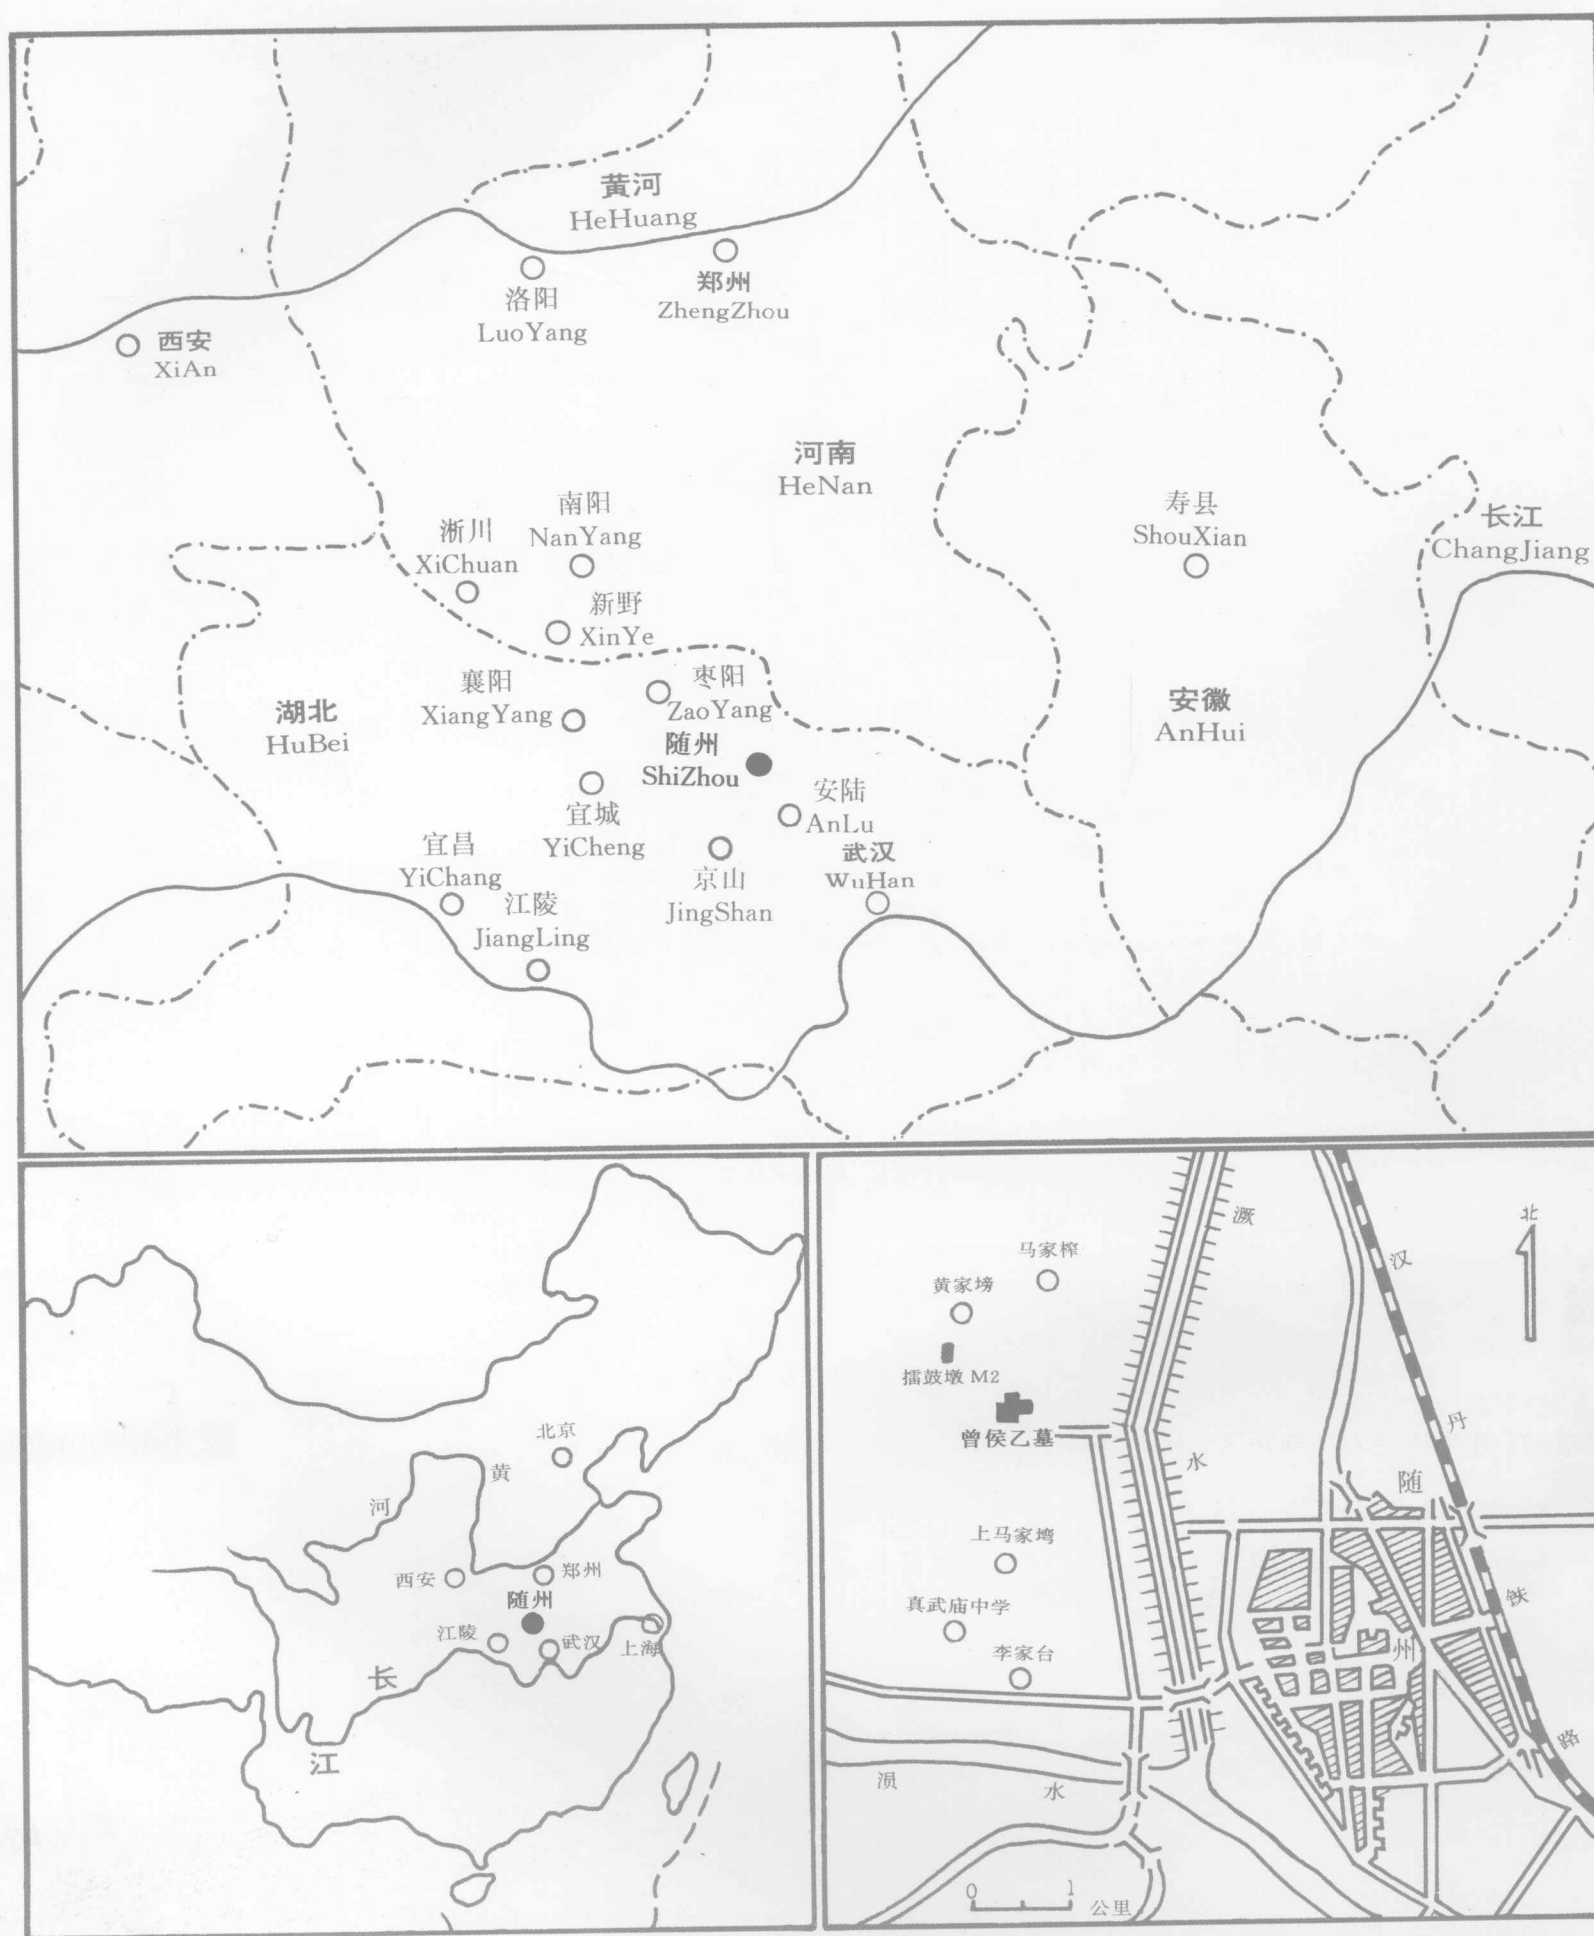 黄河
HeHuang
洛阳
LuoYang
郑州
ZhengZhou
西安
XiAn
河南
HeNan
南阳
NanYang
淅川
XiChuan
新野
XinYe
寿县
ShouXian
长江
ChangJiang
襄阳
XiangYang
枣阳
ZaoYang
湖北
HuBei
随州
ShiZhou
安徽
AnHui
宜城
YiCheng
安陆
AnLu
宜昌
YiChang
江陵
JiangLing
京山
JingShan
武汉
WuHan
北京
黄
河
西安
郑州
随州
江陵
武汉
上海
长
江
北
㵐
汉
马家榨
黄家塝
擂鼓墩 M2
曾侯乙墓
丹
水
随
上马家塆
铁
真武庙中学
州
李家台
路
涢
水
0
1
公里